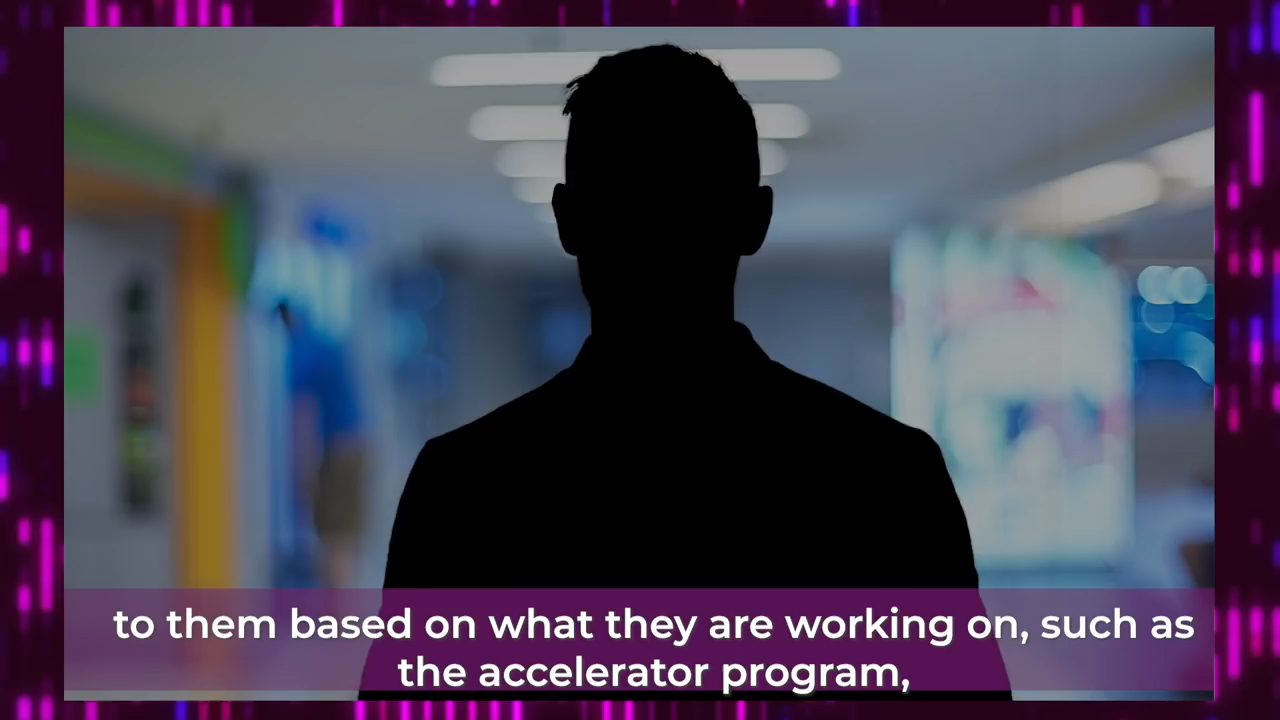 to them based on what they are working on, such as
the accelerator program,